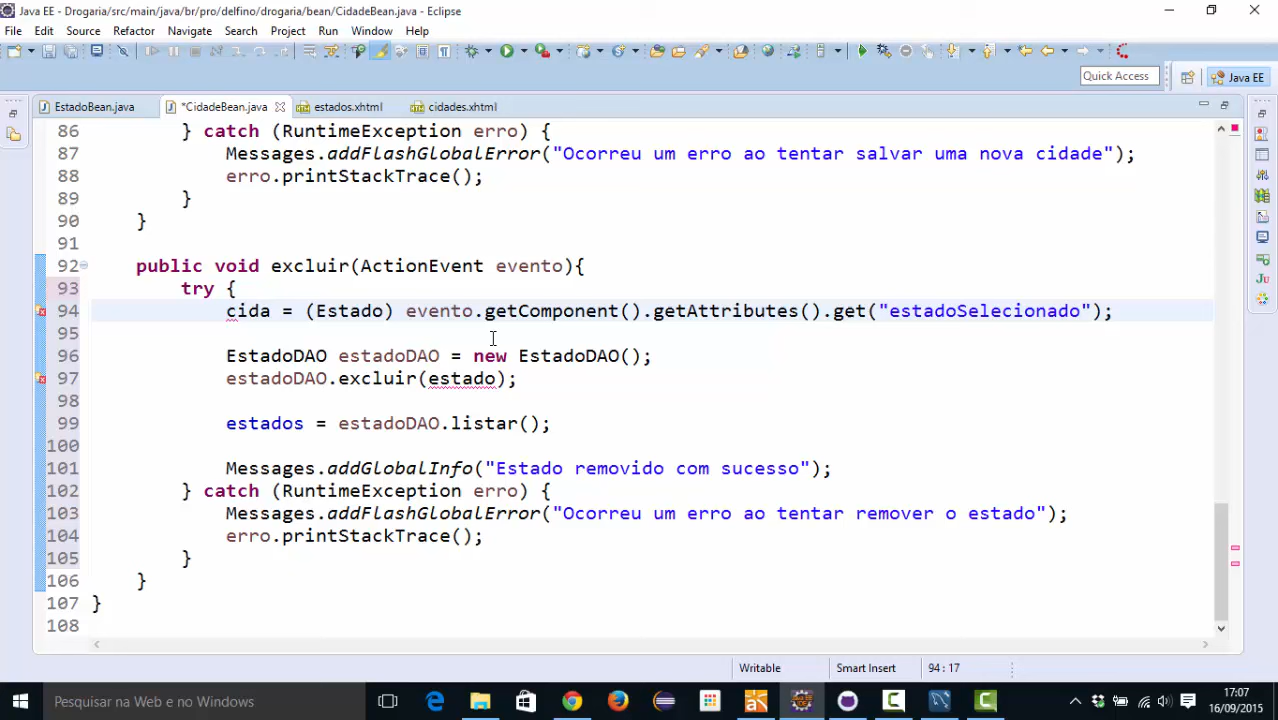 Java EE - Drogaria/src/main/java/br/pro/delfino/drogaria/bean/CidadeBean.java - Eclipse
File Edit Source Refactor Navigate Search Project Run Window Help
Quick Access
Java EE
EstadoBean.java
*CidadeBean.java
estados.xhtml
cidades.xhtml
86 } catch (RuntimeException erro) {
87 Messages.addFlashGlobalError("Ocorreu um erro ao tentar salvar uma nova cidade");
88 erro.printStackTrace();
89 }
90 }
91
92 public void excluir(ActionEvent evento){
93 try {
94 cida = (Estado) evento.getComponent().getAttributes().get("estadoSelecionado");
95
96 EstadoDAO estadoDAO = new EstadoDAO();
97 estadoDAO.excluir(estado);
98
99 estados = estadoDAO.listar();
100
101 Messages.addGlobalInfo("Estado removido com sucesso");
102 } catch (RuntimeException erro) {
103 Messages.addFlashGlobalError("Ocorreu um erro ao tentar remover o estado");
104 erro.printStackTrace();
105 }
106 }
107 }
108
Writable Smart Insert 94 : 17
Pesquisar na Web e no Windows
17:07
16/09/2015